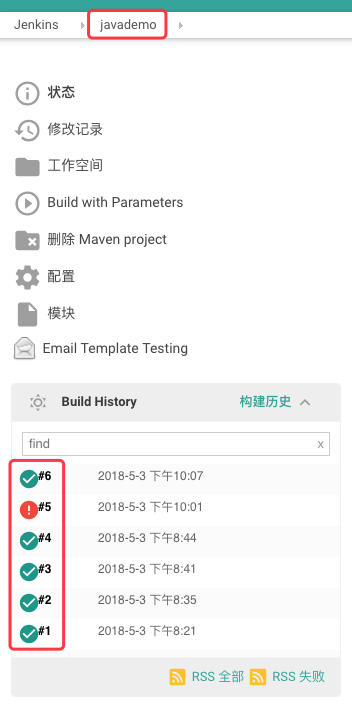 Jenkins javademo
状态
修改记录
工作空间
Build with Parameters
删除 Maven project
配置
模块
Email Template Testing
Build History 构建历史
find x
#6 2018-5-3 下午10:07
#5 2018-5-3 下午10:01
#4 2018-5-3 下午8:44
#3 2018-5-3 下午8:41
#2 2018-5-3 下午8:35
#1 2018-5-3 下午8:21
RSS 全部 RSS 失败